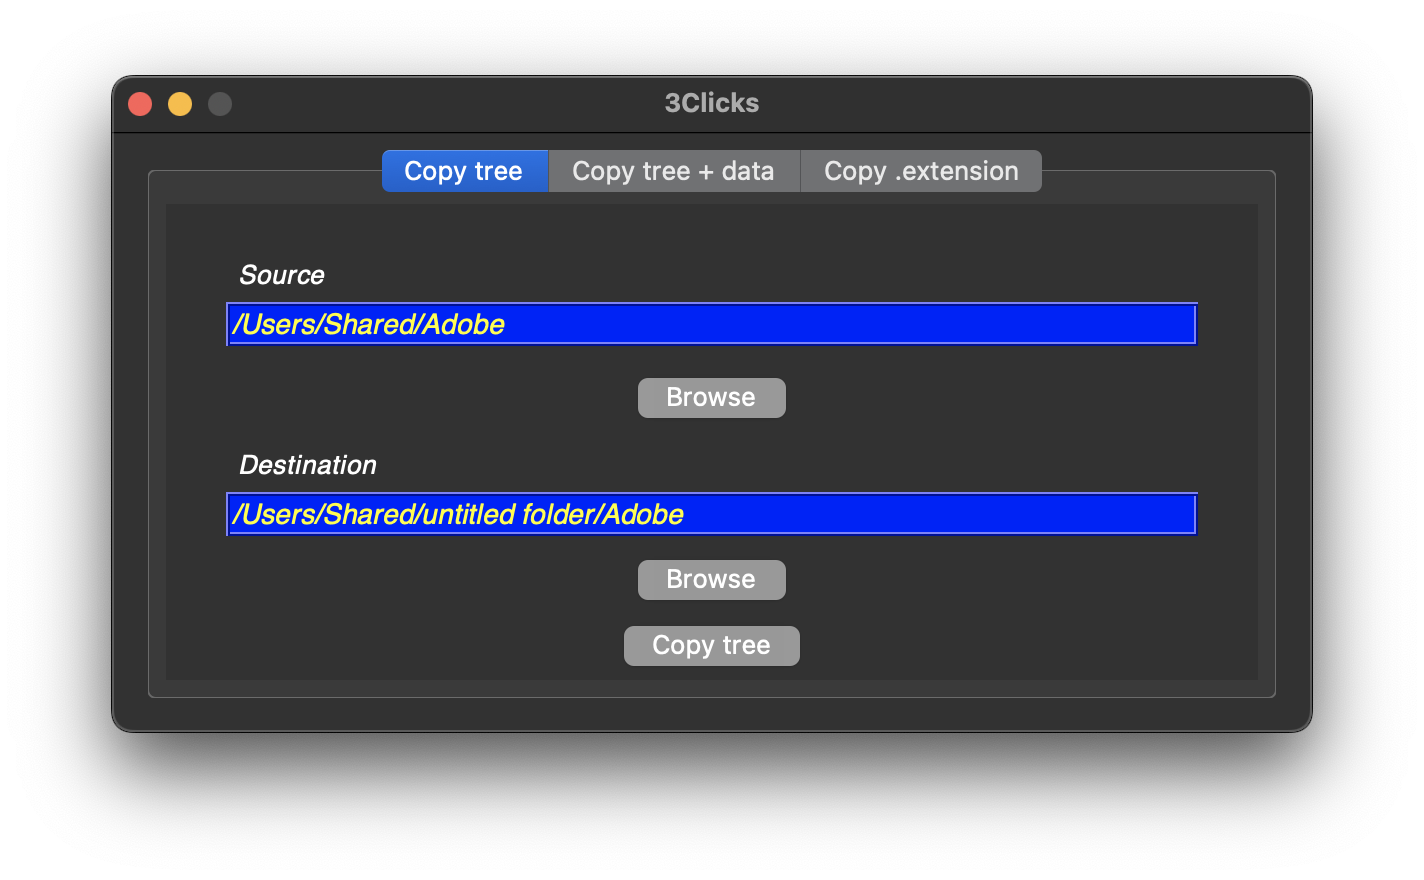 3Clicks
Copy tree
Copy tree + data
Copy .extension
Source
/Users/Shared/Adobe
Browse
Destination
/Users/Shared/untitled folder/Adobe
Browse
Copy tree